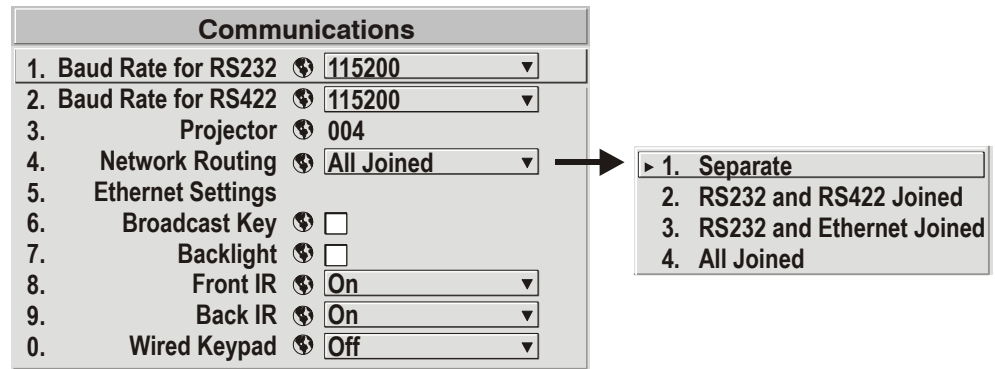 Communications
1. Baud Rate for RS232 115200
2. Baud Rate for RS422 115200
3. Projector 004
4. Network Routing All Joined
5. Ethernet Settings
6. Broadcast Key
7. Backlight
8. Front IR On
9. Back IR On
0. Wired Keypad Off
1. Separate
2. RS232 and RS422 Joined
3. RS232 and Ethernet Joined
4. All Joined